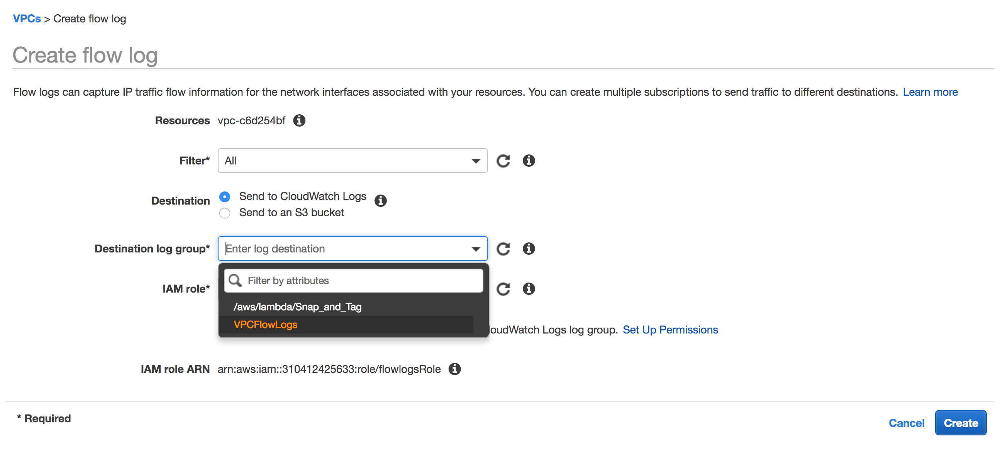 VPCs > Create flow log
Create flow log
Flow logs can capture IP traffic flow information for the network interfaces associated with your resources. You can create multiple subscriptions to send traffic to different destinations. Learn more
Resources vpc-c6d254bf
Filter* All
Destination Send to CloudWatch Logs
Send to an S3 bucket
Destination log group* Enter log destination
Filter by attributes
IAM role*
/aws/lambda/Snap_and_Tag
VPCFlowLogs
loudWatch Logs log group. Set Up Permissions
IAM role ARN arn:aws:iam::310412425633:role/flowlogsRole
* Required
Cancel Create